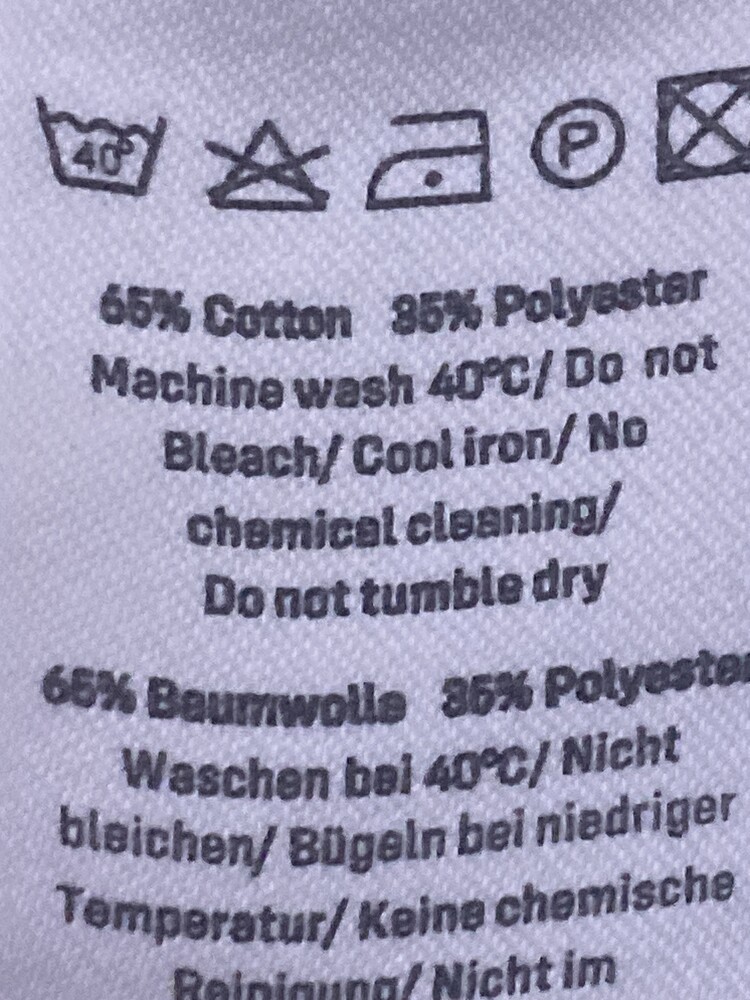 40°
P
65% Cotton 35% Polyester
Machine wash 40°C/ Do not
Bleach/ Cool iron/ No
chemical cleaning/
Do not tumble dry
65% Baumwolle 35% Polyester
Waschen bei 40°C/ Nicht
bleichen/ Bügeln bei niedriger
Temperatur/ Keine chemische
Reinigung/ Nicht im